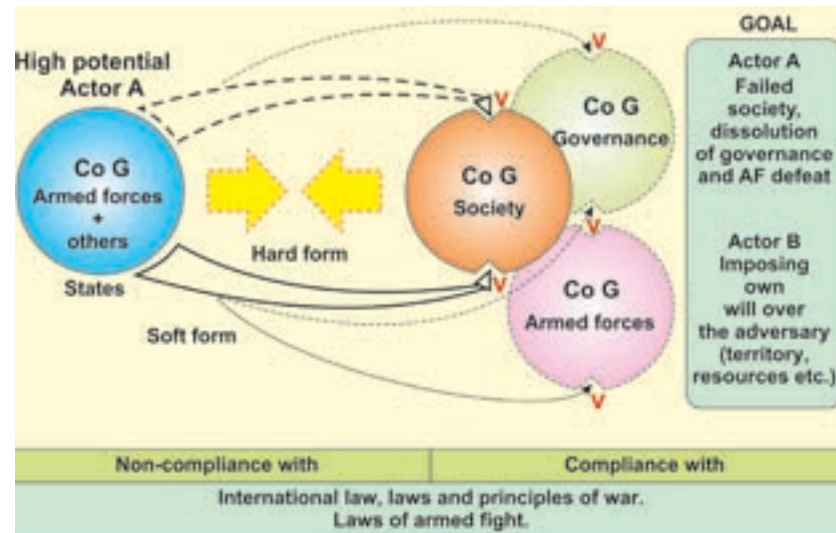 High potential
Actor A
Co G
Armed forces
+
others
States
Hard form
Soft form
V
Co G
Society
V
V
Co G
Governance
V
Co G
Armed forces
V
GOAL
Actor A
Failed
society,
dissolution
of governance
and AF defeat
Actor B
Imposing
own
will over
the adversary
(territory,
resources etc.)
Non-compliance with
Compliance with
International law, laws and principles of war.
Laws of armed fight.